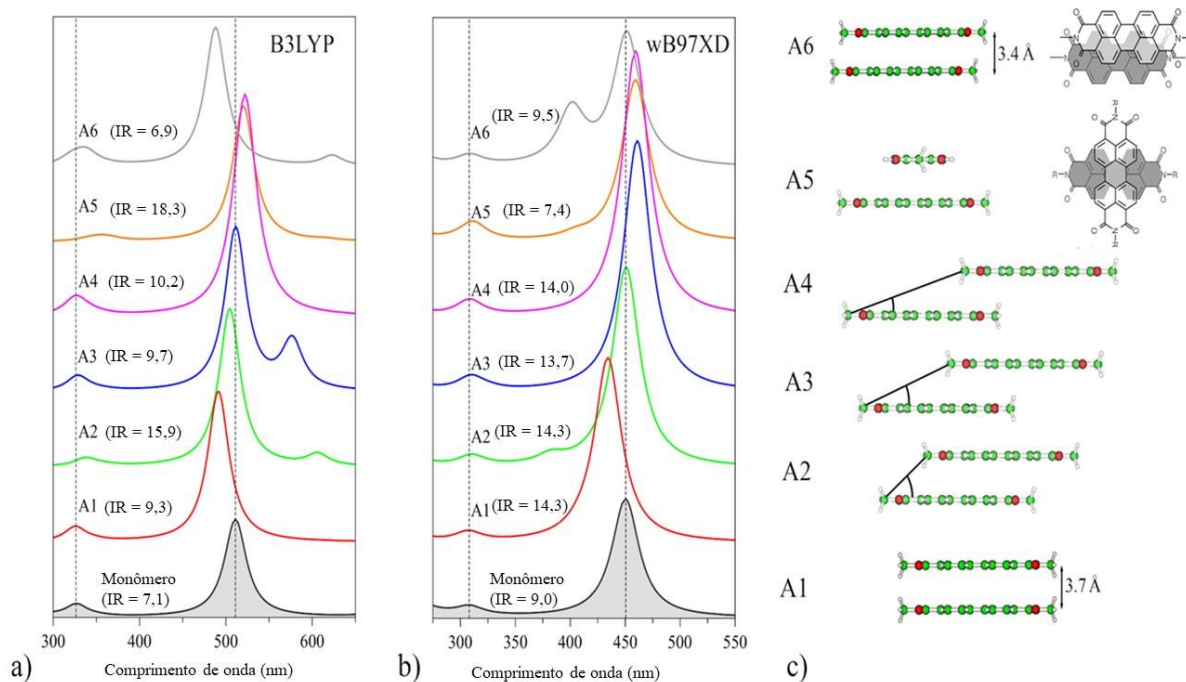 B3LYP
A6 (IR = 6,9)
A5 (IR = 18,3)
A4 (IR = 10,2)
A3 (IR = 9,7)
A2 (IR = 15,9)
A1 (IR = 9,3)
Monômero
(IR = 7,1)
300 400 500 600
Comprimento de onda (nm)
a)
wB97XD
A6 (IR = 9,5)
A5 (IR = 7,4)
A4 (IR = 14,0)
A3 (IR = 13,7)
A2 (IR = 14,3)
A1 (IR = 14,3)
Monômero
(IR = 9,0)
300 350 400 450 500 550
Comprimento de onda (nm)
b)
A6
3.4 Å
O O
N N
O O
A5
R
O N O
O O
R-N N-R
O O
O N O
R
A4
A3
A2
A1
3.7 Å
c)